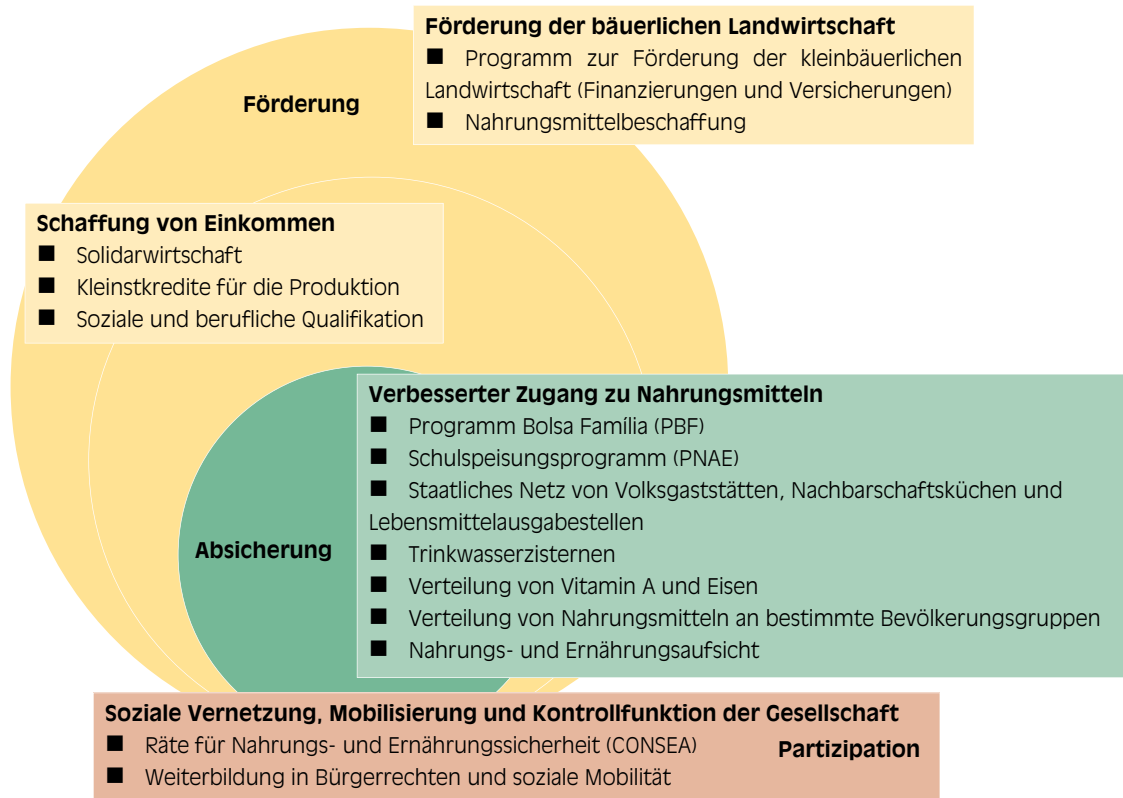 Förderung der bäuerlichen Landwirtschaft
■ Programm zur Förderung der kleinbäuerlichen
Landwirtschaft (Finanzierungen und Versicherungen)
■ Nahrungsmittelbeschaffung
Förderung
Schaffung von Einkommen
■ Solidarwirtschaft
■ Kleinstkredite für die Produktion
■ Soziale und berufliche Qualifikation
Verbesserter Zugang zu Nahrungsmitteln
■ Programm Bolsa Família (PBF)
■ Schulspeisungsprogramm (PNAE)
■ Staatliches Netz von Volksgaststätten, Nachbarschaftsküchen und
Lebensmittelausgabestellen
■ Trinkwasserzisternen
■ Verteilung von Vitamin A und Eisen
■ Verteilung von Nahrungsmitteln an bestimmte Bevölkerungsgruppen
■ Nahrungs- und Ernährungsaufsicht
Absicherung
Soziale Vernetzung, Mobilisierung und Kontrollfunktion der Gesellschaft
■ Räte für Nahrungs- und Ernährungssicherheit (CONSEA)
■ Weiterbildung in Bürgerrechten und soziale Mobilität
Partizipation